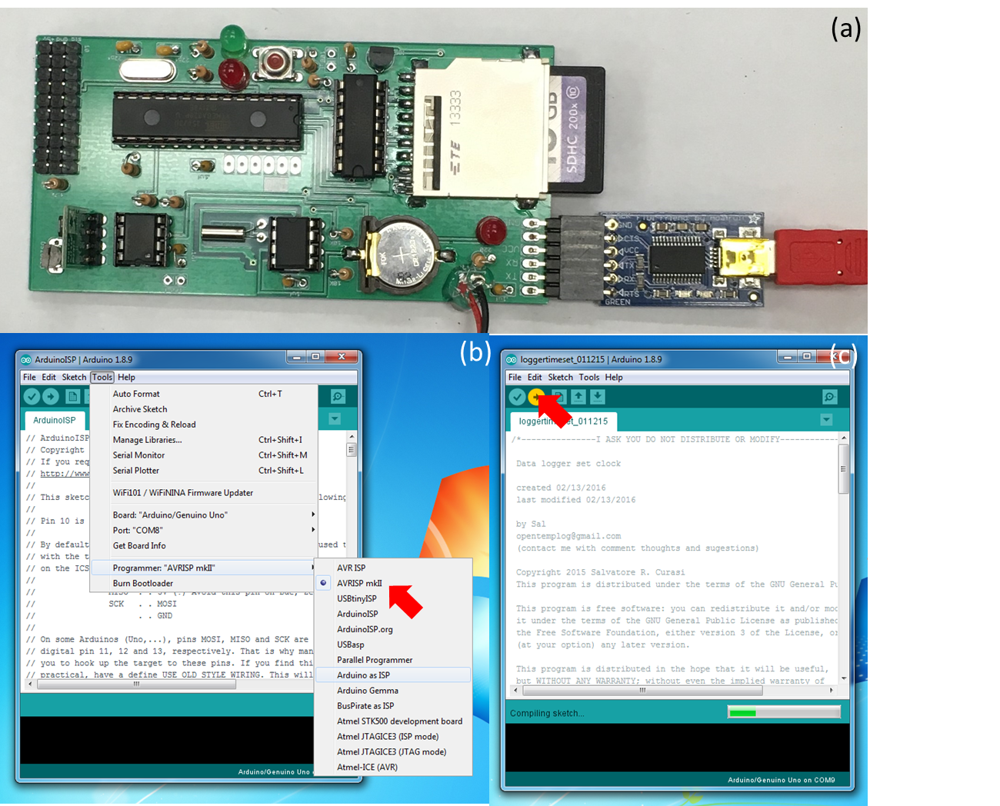 (a)
13333
TE
GB
SDHC 200x 10
GND
CTS
VCC
TX
RX
RTS
GREEN
VCC
RX
TX
(b)
ArduinoISP | Arduino 1.8.9
File Edit Sketch Tools Help
Auto Format Ctrl+T
Archive Sketch
Fix Encoding & Reload
Manage Libraries... Ctrl+Shift+I
Serial Monitor Ctrl+Shift+M
Serial Plotter Ctrl+Shift+L
WiFi101 / WiFiNINA Firmware Updater
Board: "Arduino/Genuino Uno"
Port: "COM8"
Get Board Info
Programmer: "AVRISP mkII"
Burn Bootloader
AVR ISP
AVRISP mkII
USBtinyISP
ArduinoISP
ArduinoISP.org
USBasp
Parallel Programmer
Arduino as ISP
Arduino Gemma
BusPirate as ISP
Atmel STK500 development board
Atmel JTAGICE3 (ISP mode)
Atmel JTAGICE3 (JTAG mode)
Atmel-ICE (AVR)
ArduinoISP
// ArduinoISP
// Copyright
// If you req
// http://www
//
// This sketc lowing
//
// Pin 10 is
//
// By default used t
// with the t
// on the ICS
//
// MISO . . 5V (!) Avoid this pin on Due,
// SCK . . MOSI
// . . GND
//
// On some Arduinos (Uno,...), pins MOSI, MISO and SCK are
// digital pin 11, 12 and 13, respectively. That is why man
// you to hook up the target to these pins. If you find thi
// practical, have a define USE_OLD_STYLE_WIRING. This will
Arduino/Genuino Uno
(c)
loggertimeset_011215 | Arduino 1.8.9
File Edit Sketch Tools Help
loggertimeset_011215
/*---------------I ASK YOU DO NOT DISTRIBUTE OR MODIFY------------
Data logger set clock
created 02/13/2016
last modified 02/13/2016
by Sal
opentemplog@gmail.com
(contact me with comment thoughts and sugestions)
Copyright 2015 Salvatore R. Curasi
This program is distributed under the terms of the GNU General Pu
This program is free software: you can redistribute it and/or mod
it under the terms of the GNU General Public License as published
the Free Software Foundation, either version 3 of the License, or
(at your option) any later version.
This program is distributed in the hope that it will be useful,
but WITHOUT ANY WARRANTY; without even the implied warranty of
Compiling sketch...
Arduino/Genuino Uno on COM9